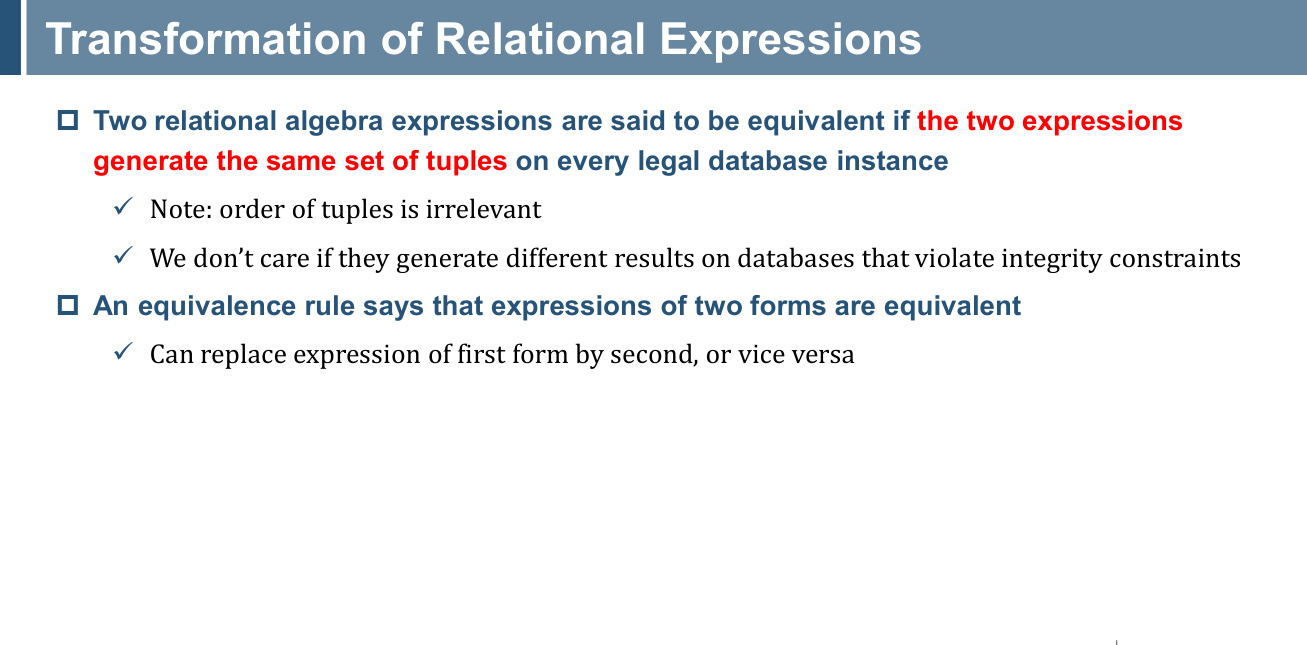 Transformation of Relational Expressions
Two relational algebra expressions are said to be equivalent if the two expressions
generate the same set of tuples on every legal database instance
Note: order of tuples is irrelevant
We don’t care if they generate different results on databases that violate integrity constraints
An equivalence rule says that expressions of two forms are equivalent
Can replace expression of first form by second, or vice versa